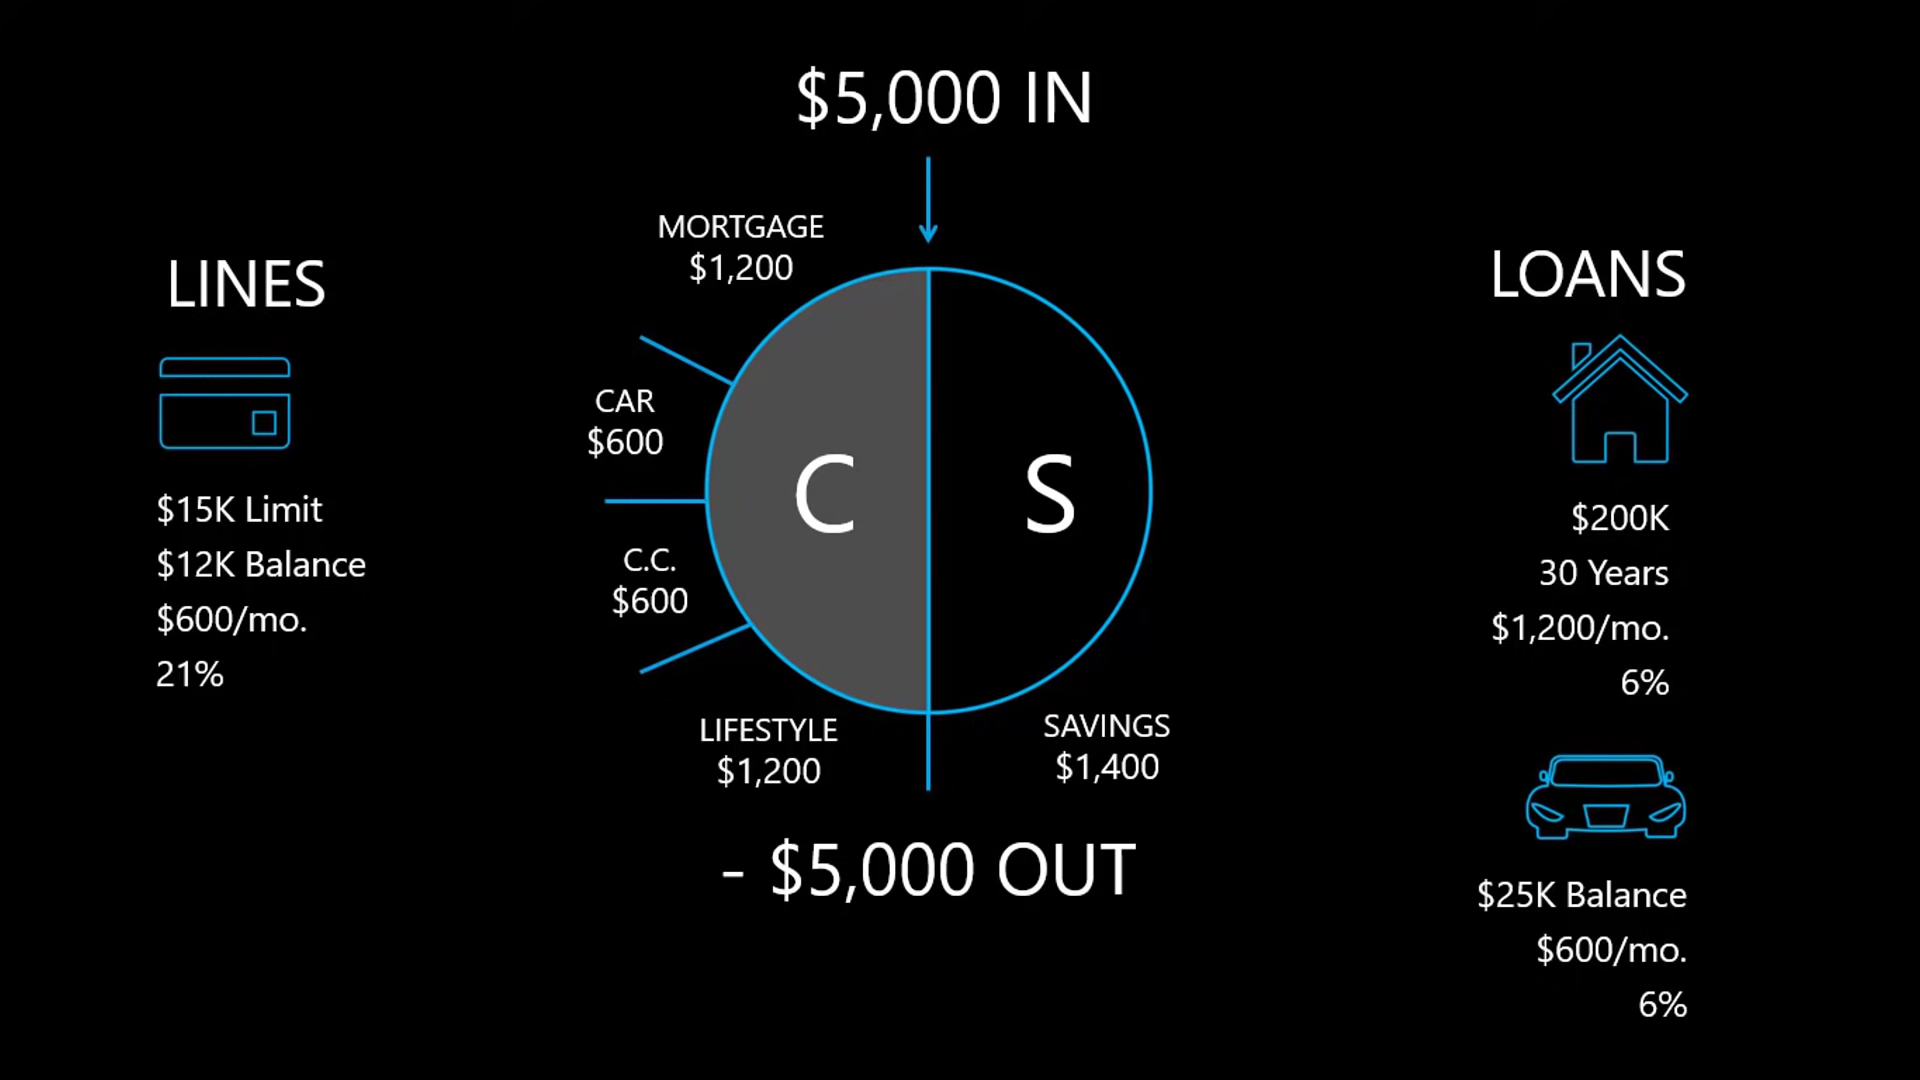 $5,000 IN
MORTGAGE
$1,200
LINES
$15K Limit
$12K Balance
$600/mo.
21%
CAR
$600
C.C.
$600
C
S
LIFESTYLE
$1,200
SAVINGS
$1,400
- $5,000 OUT
LOANS
$200K
30 Years
$1,200/mo.
6%
$25K Balance
$600/mo.
6%